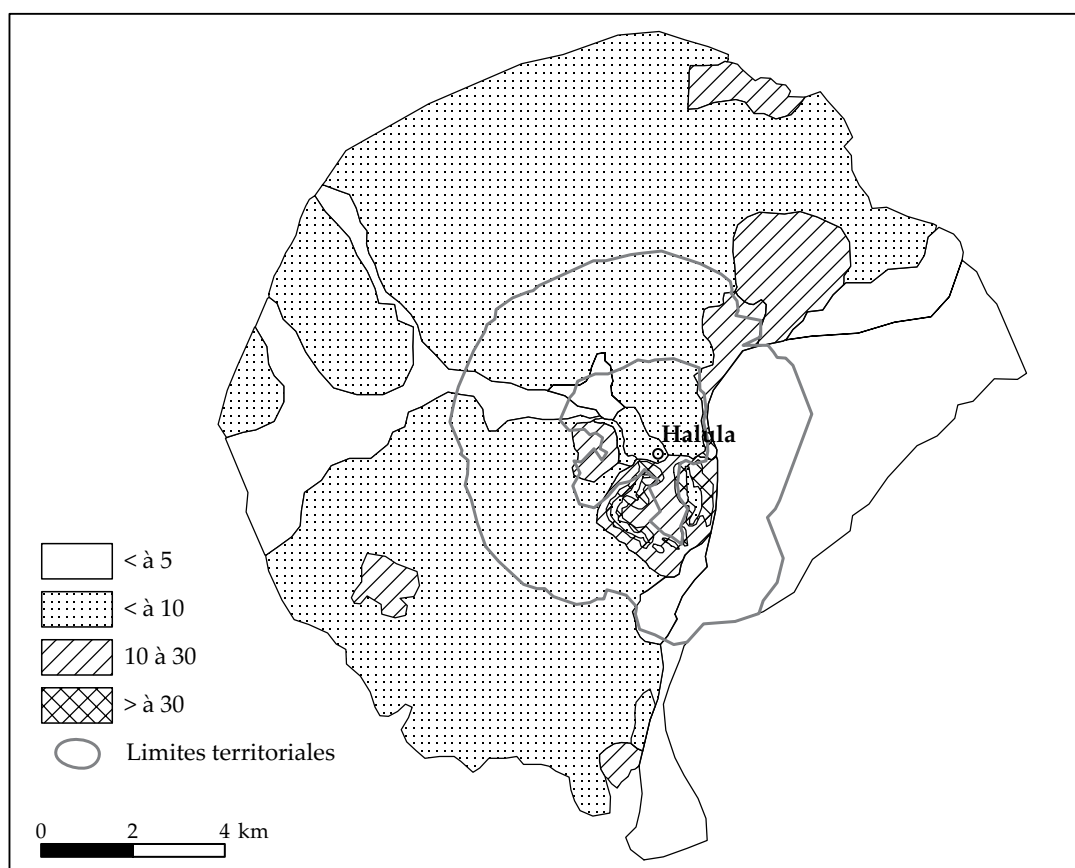 Halula
< à 5
< à 10
10 à 30
> à 30
Limites territoriales
0 2 4 km